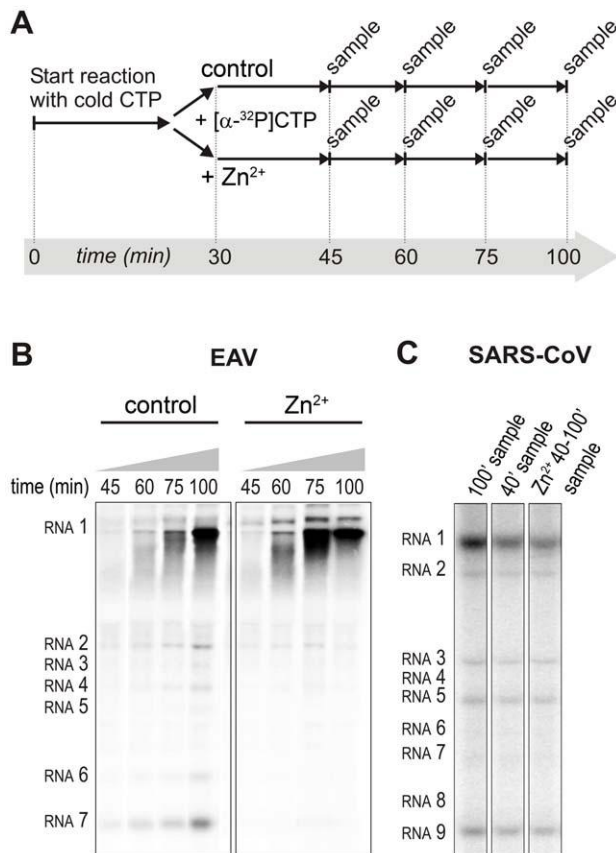 A
Start reaction
with cold CTP
control
+ [α-³²P]CTP
+ Zn²⁺
sample sample sample sample
sample sample sample sample
0 time (min) 30 45 60 75 100
B EAV
control Zn²⁺
time (min) 45 60 75 100 45 60 75 100
RNA 1
RNA 2
RNA 3
RNA 4
RNA 5
RNA 6
RNA 7
C SARS-CoV
100' sample
40' sample
Zn²⁺ 40-100'
sample
RNA 1
RNA 2
RNA 3
RNA 4
RNA 5
RNA 6
RNA 7
RNA 8
RNA 9